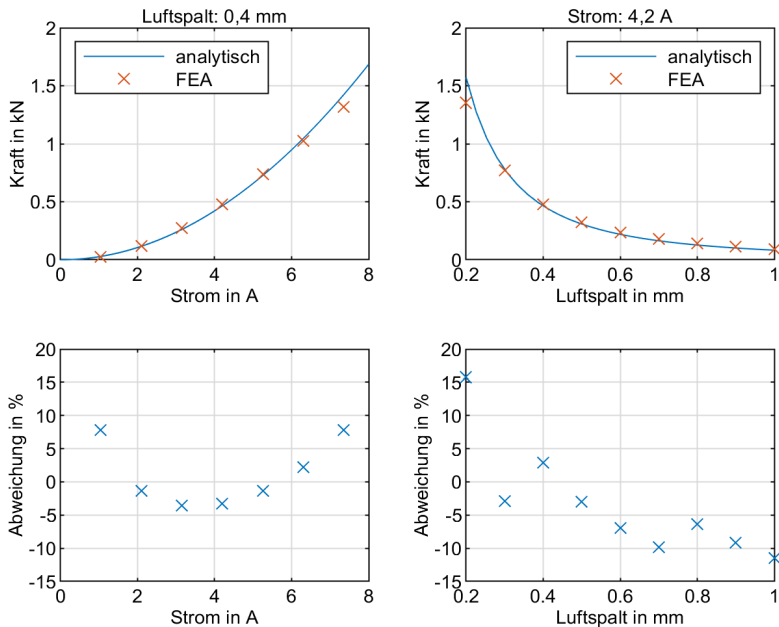 Luftspalt: 0,4 mm
2
1.5
1
0.5
0
Kraft in kN
analytisch
FEA
0 2 4 6 8
Strom in A
Strom: 4,2 A
2
1.5
1
0.5
0
Kraft in kN
analytisch
FEA
0.2 0.4 0.6 0.8 1
Luftspalt in mm
20
15
10
5
0
-5
-10
-15
Abweichung in %
0 2 4 6 8
Strom in A
20
15
10
5
0
-5
-10
-15
Abweichung in %
0.2 0.4 0.6 0.8 1
Luftspalt in mm